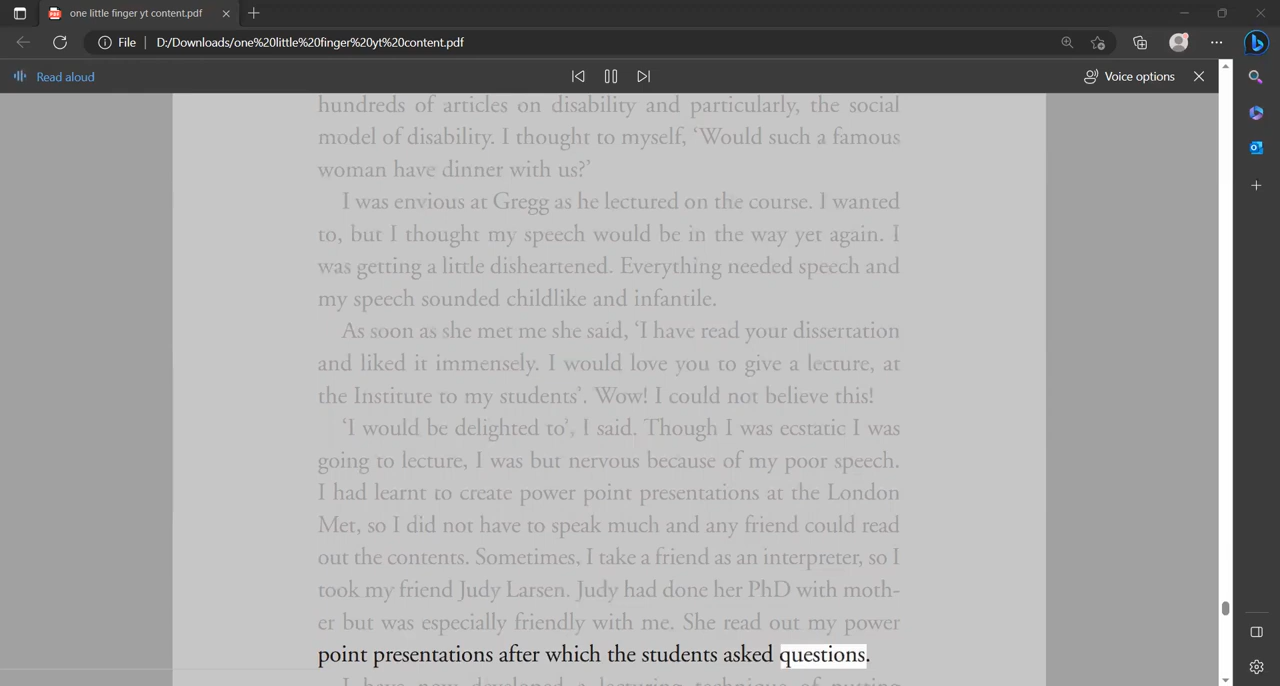 one little finger yt content.pdf
File
D:/Downloads/one%20little%20finger%20yt%20content.pdf
Read aloud
Voice options
hundreds of articles on disability and particularly, the social
model of disability. I thought to myself, ‘Would such a famous
woman have dinner with us?’
I was envious at Gregg as he lectured on the course. I wanted
to, but I thought my speech would be in the way yet again. I
was getting a little disheartened. Everything needed speech and
my speech sounded childlike and infantile.
As soon as she met me she said, ‘I have read your dissertation
and liked it immensely. I would love you to give a lecture, at
the Institute to my students’. Wow! I could not believe this!
‘I would be delighted to’, I said. Though I was ecstatic I was
going to lecture, I was but nervous because of my poor speech.
I had learnt to create power point presentations at the London
Met, so I did not have to speak much and any friend could read
out the contents. Sometimes, I take a friend as an interpreter, so I
took my friend Judy Larsen. Judy had done her PhD with moth-
er but was especially friendly with me. She read out my power
point presentations after which the students asked questions.
I have now developed a lecturing technique of putting